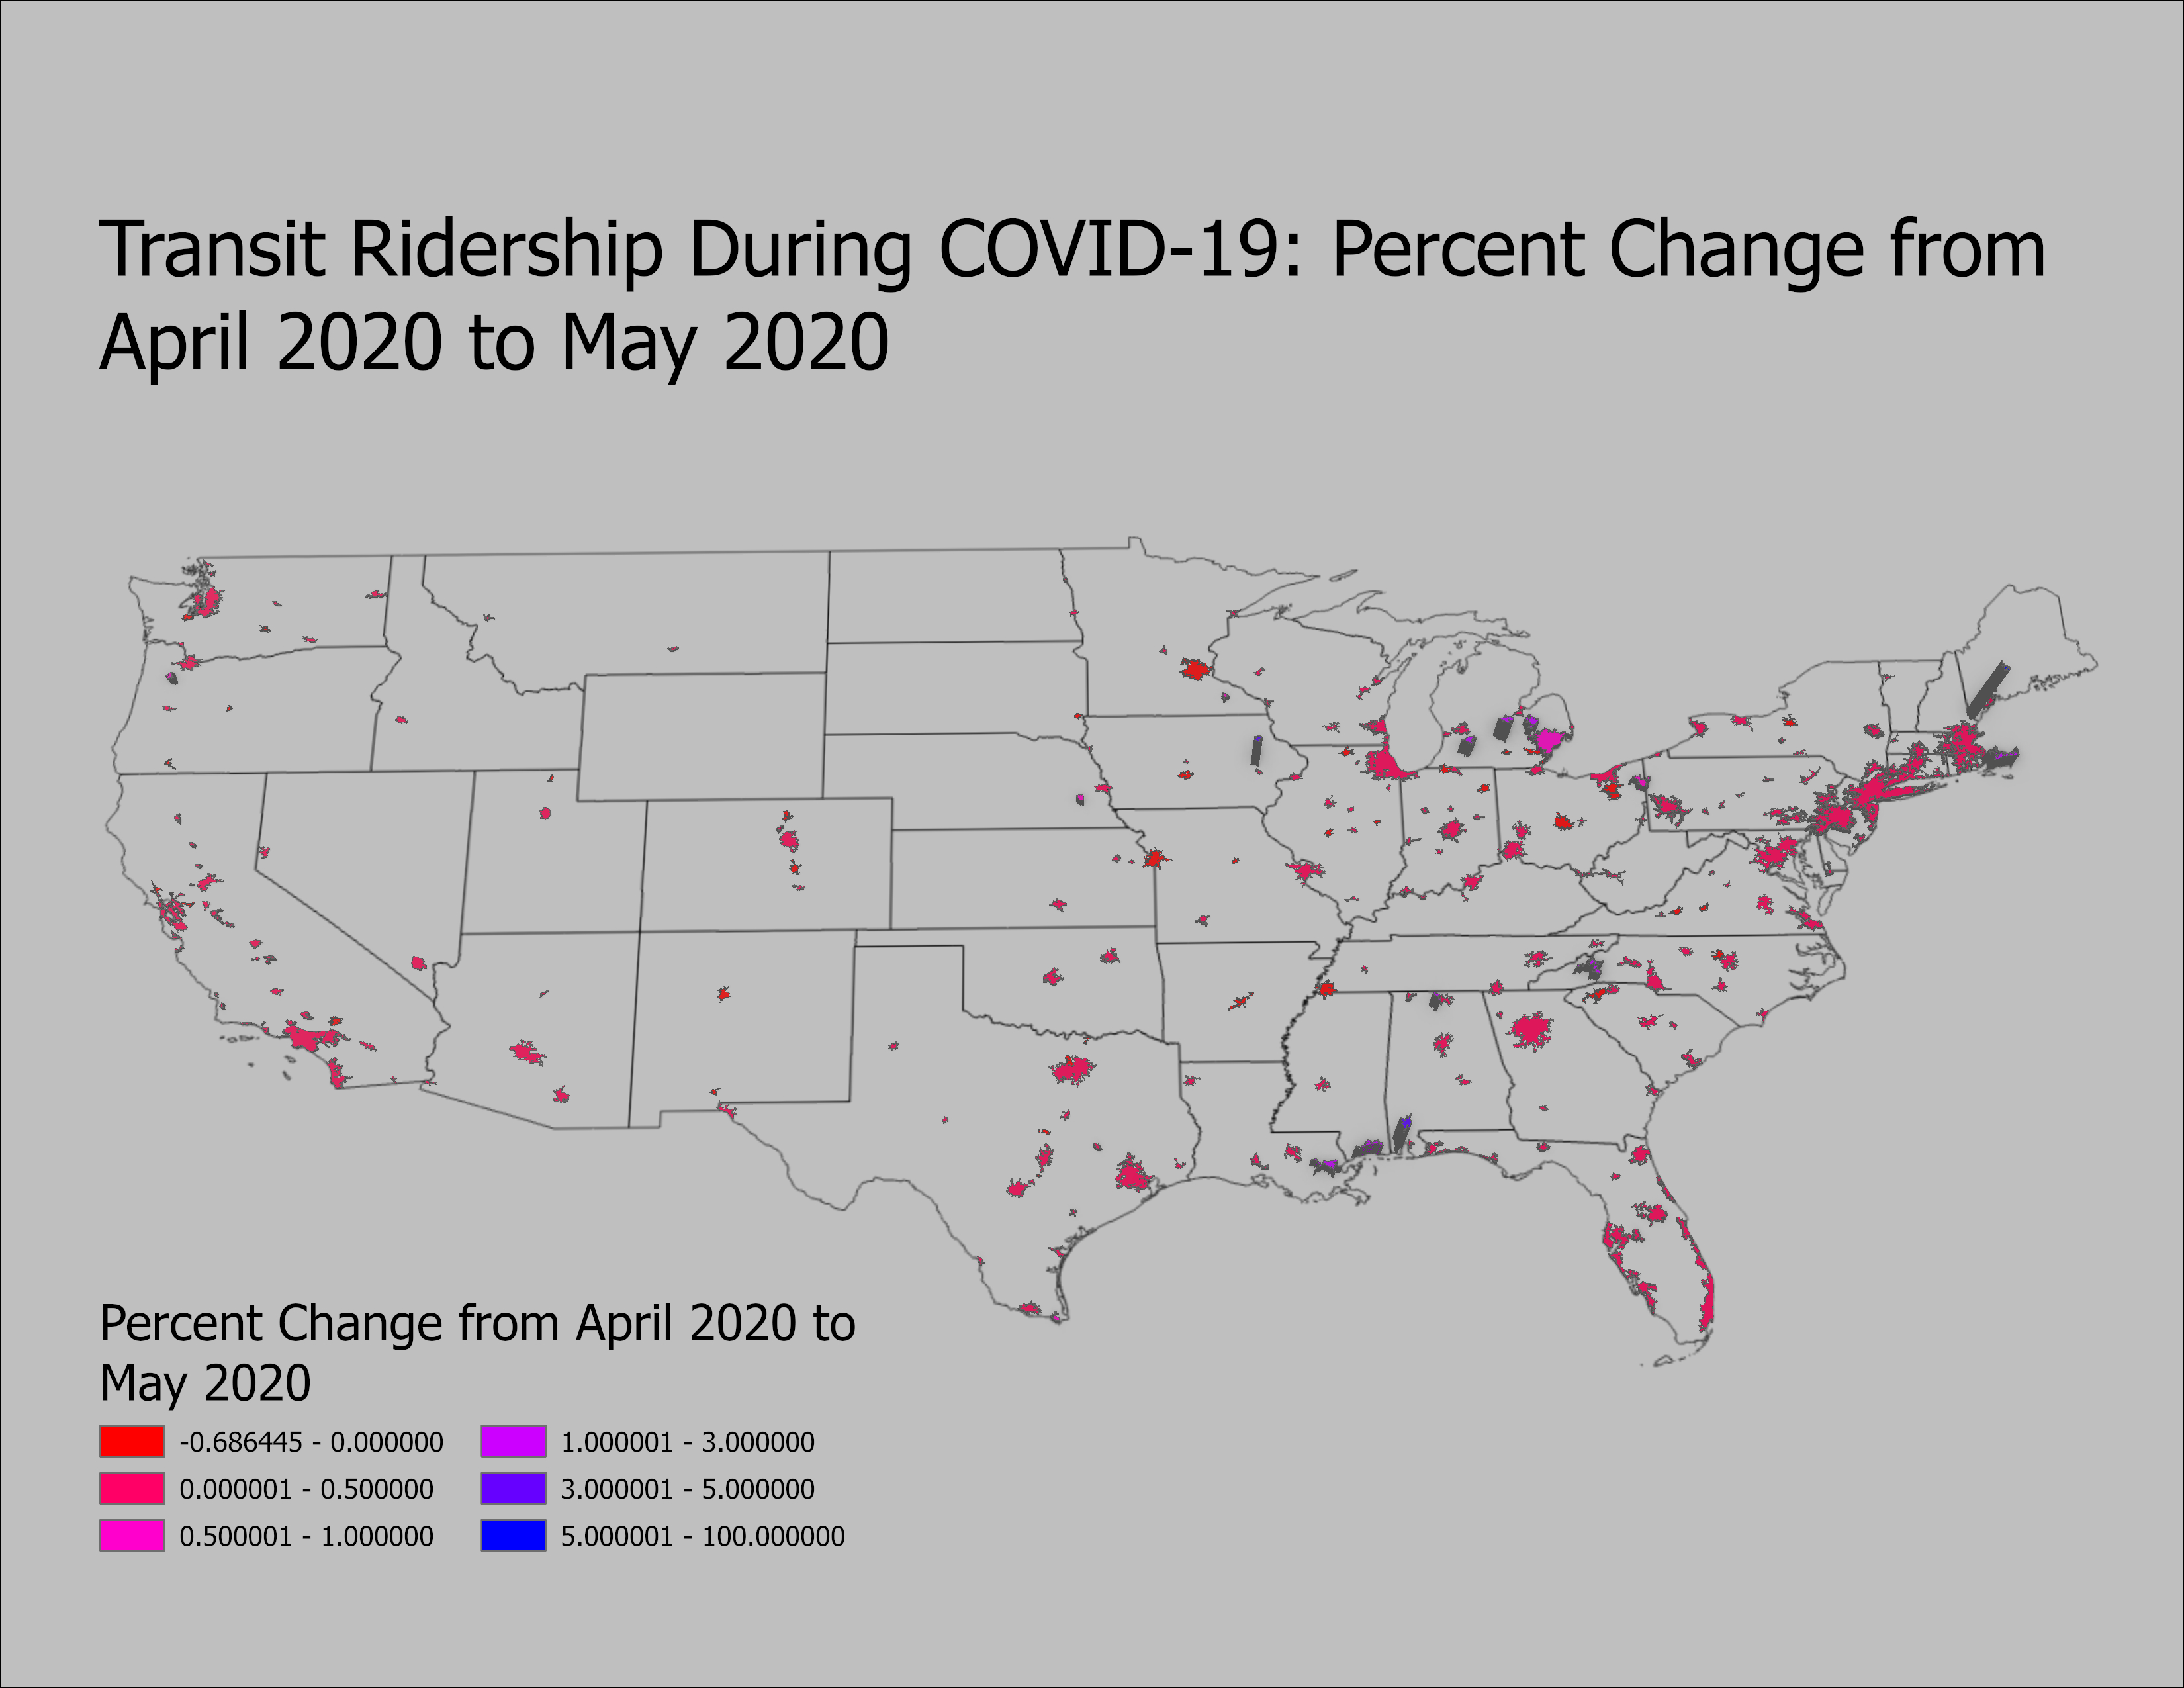 Transit Ridership During COVID-19: Percent Change from
April 2020 to May 2020
Percent Change from April 2020 to
May 2020
-0.686445 - 0.000000
0.000001 - 0.500000
0.500001 - 1.000000
1.000001 - 3.000000
3.000001 - 5.000000
5.000001 - 100.000000